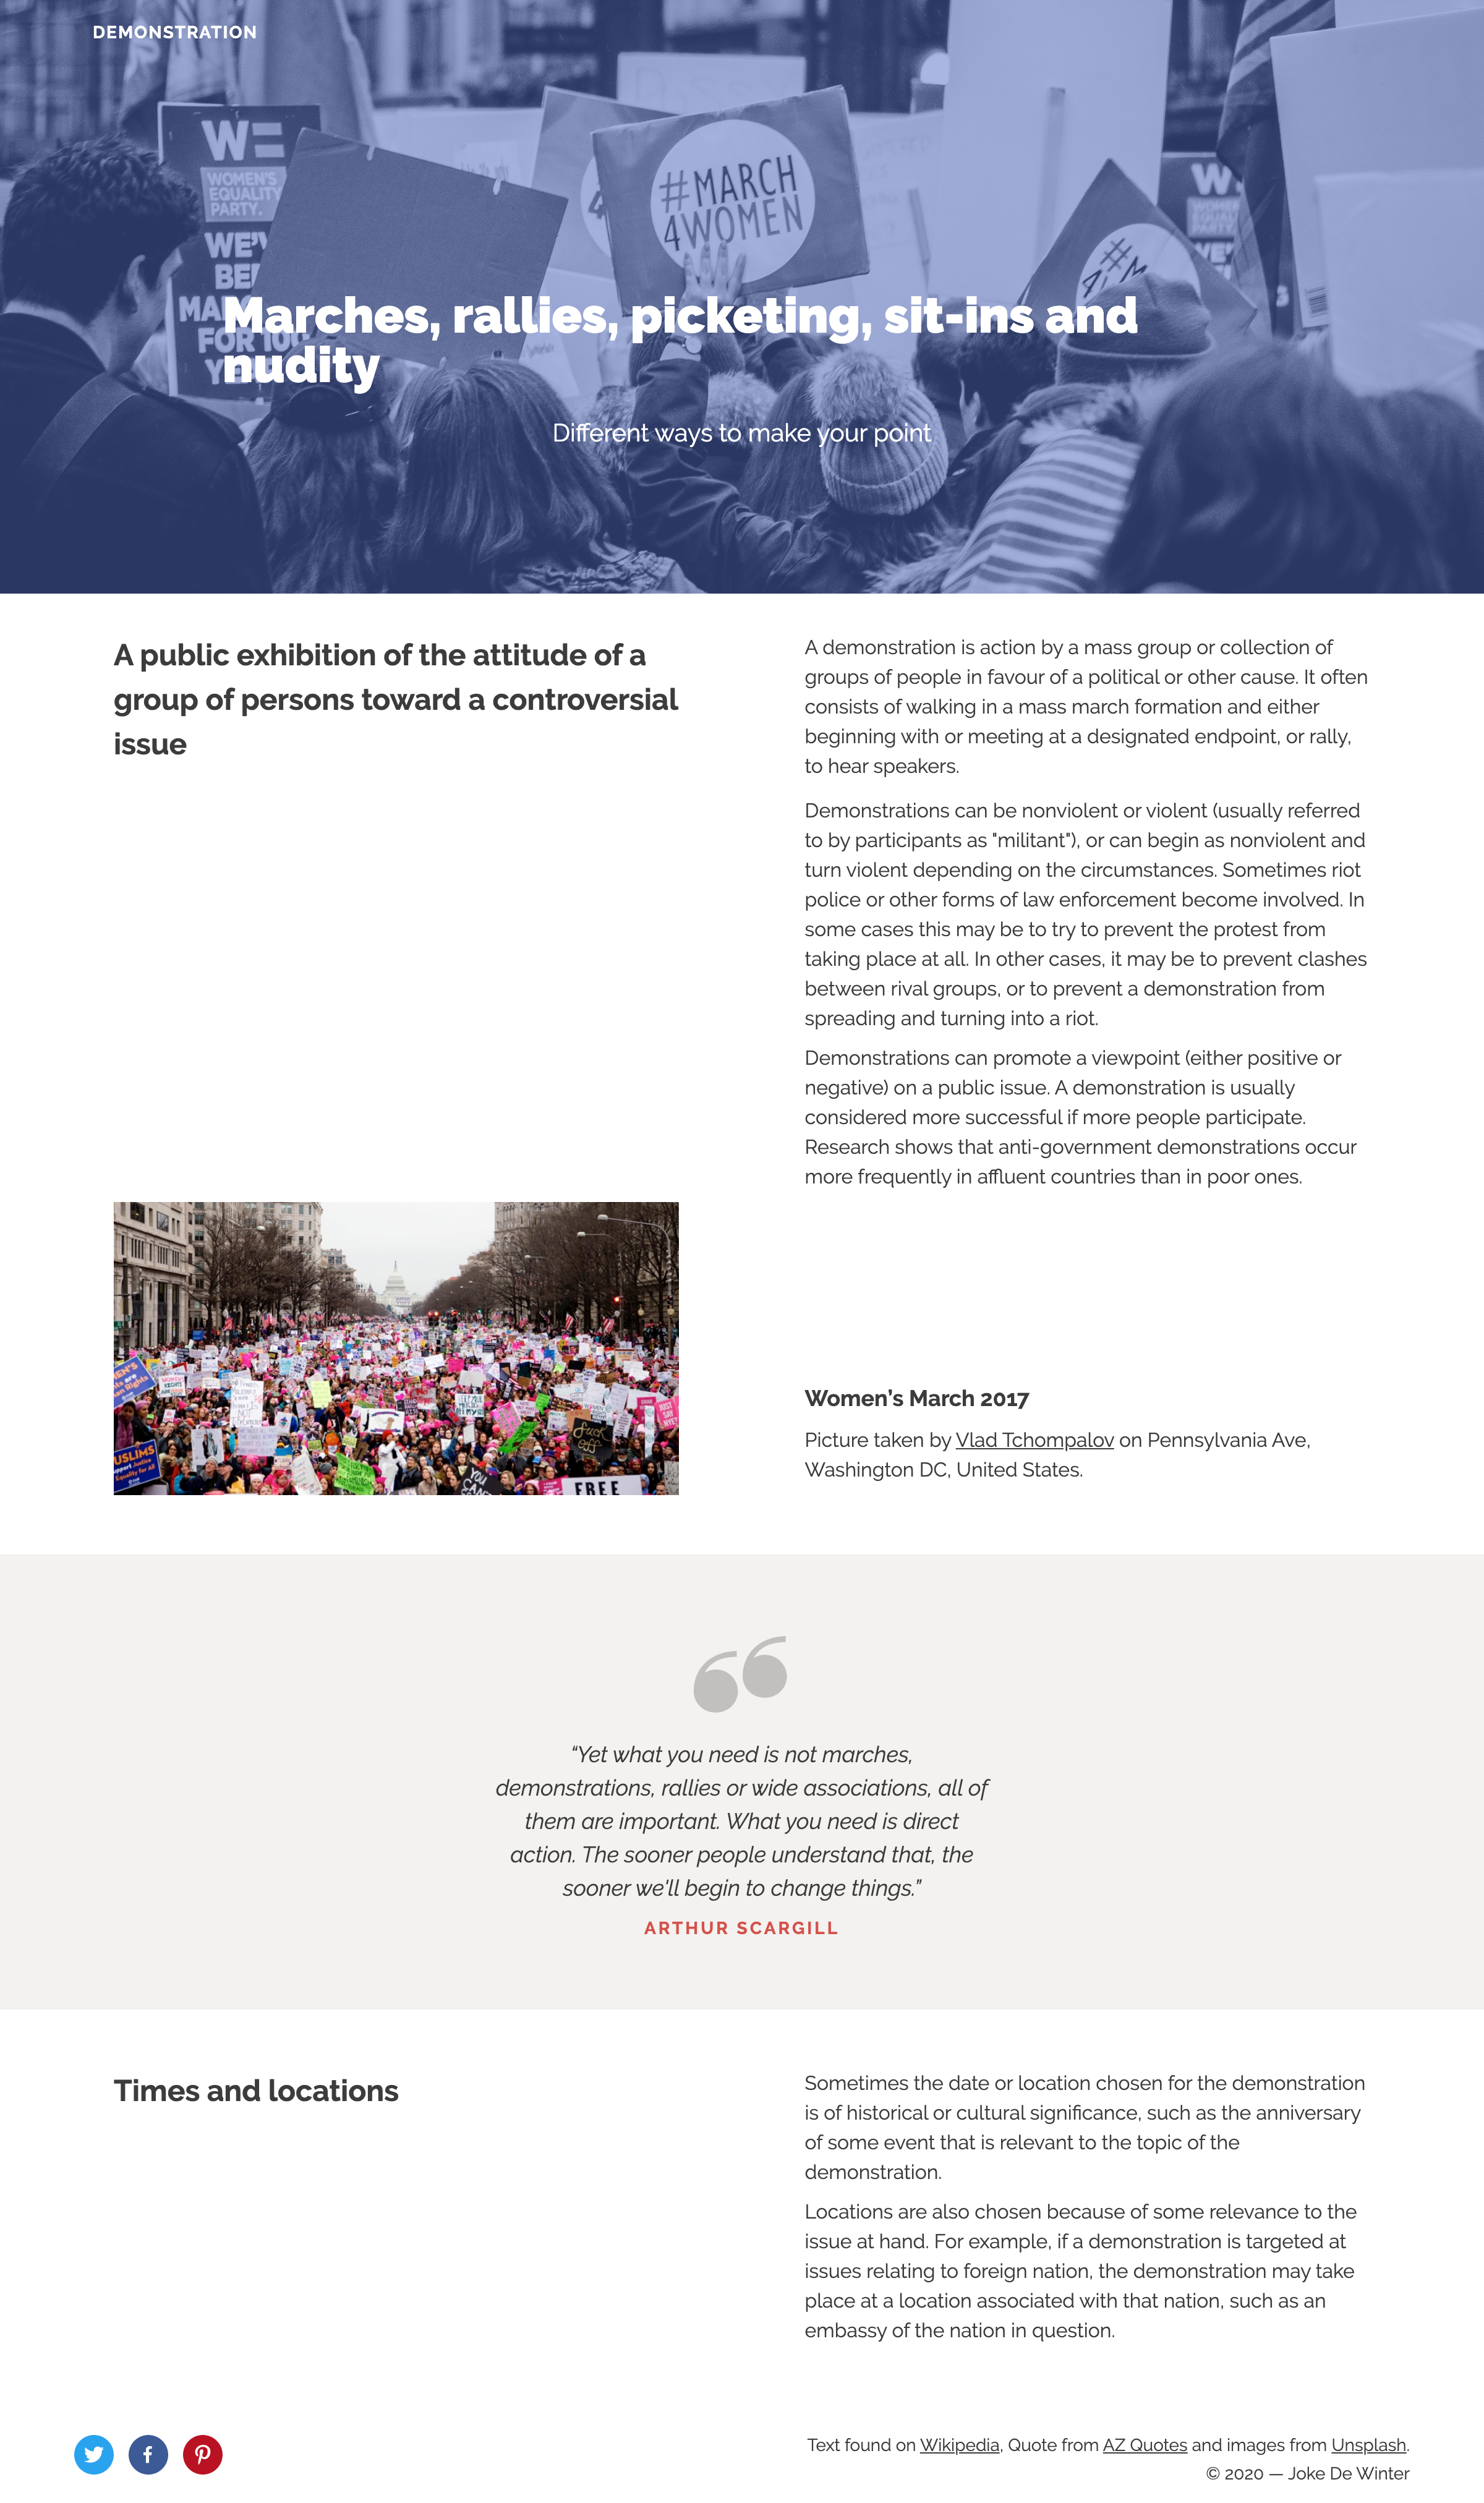 DEMONSTRATION
WE
WOMEN'S
EQUALITY
PARTY.
#MARCH
4WOMEN
Marches, rallies, picketing, sit-ins and
nudity
Different ways to make your point
A public exhibition of the attitude of a
group of persons toward a controversial
issue
A demonstration is action by a mass group or collection of
groups of people in favour of a political or other cause. It often
consists of walking in a mass march formation and either
beginning with or meeting at a designated endpoint, or rally,
to hear speakers.
Demonstrations can be nonviolent or violent (usually referred
to by participants as "militant"), or can begin as nonviolent and
turn violent depending on the circumstances. Sometimes riot
police or other forms of law enforcement become involved. In
some cases this may be to try to prevent the protest from
taking place at all. In other cases, it may be to prevent clashes
between rival groups, or to prevent a demonstration from
spreading and turning into a riot.
Demonstrations can promote a viewpoint (either positive or
negative) on a public issue. A demonstration is usually
considered more successful if more people participate.
Research shows that anti-government demonstrations occur
more frequently in affluent countries than in poor ones.
FREE
Women’s March 2017
Picture taken by Vlad Tchompalov on Pennsylvania Ave,
Washington DC, United States.
“Yet what you need is not marches,
demonstrations, rallies or wide associations, all of
them are important. What you need is direct
action. The sooner people understand that, the
sooner we'll begin to change things.”
ARTHUR SCARGILL
Times and locations
Sometimes the date or location chosen for the demonstration
is of historical or cultural significance, such as the anniversary
of some event that is relevant to the topic of the
demonstration.
Locations are also chosen because of some relevance to the
issue at hand. For example, if a demonstration is targeted at
issues relating to foreign nation, the demonstration may take
place at a location associated with that nation, such as an
embassy of the nation in question.
Text found on Wikipedia, Quote from AZ Quotes and images from Unsplash.
© 2020 — Joke De Winter